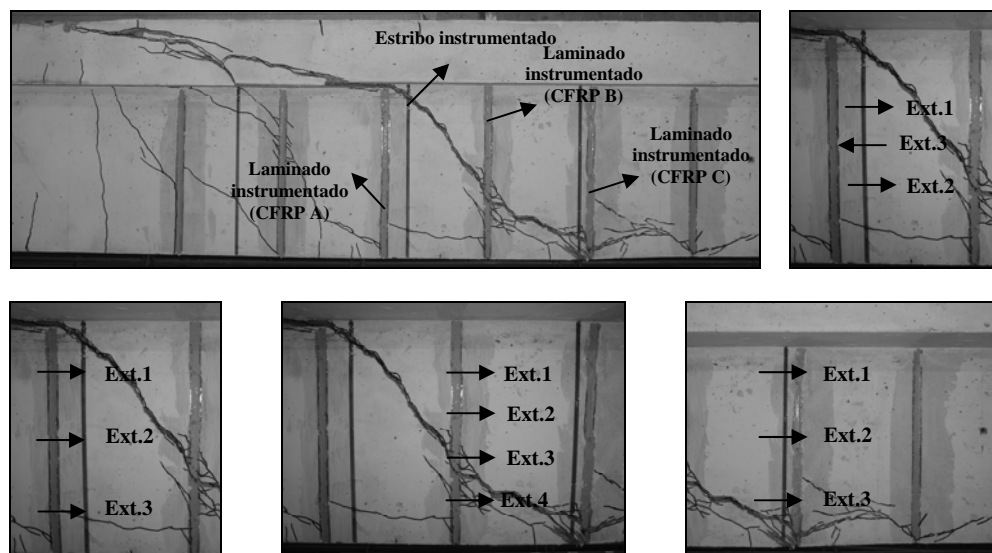 Estribo instrumentado
Laminado
instrumentado
(CFRP B)
Laminado
instrumentado
(CFRP A)
Laminado
instrumentado
(CFRP C)
Ext.1
Ext.3
Ext.2
Ext.1
Ext.2
Ext.3
Ext.1
Ext.2
Ext.3
Ext.4
Ext.1
Ext.2
Ext.3